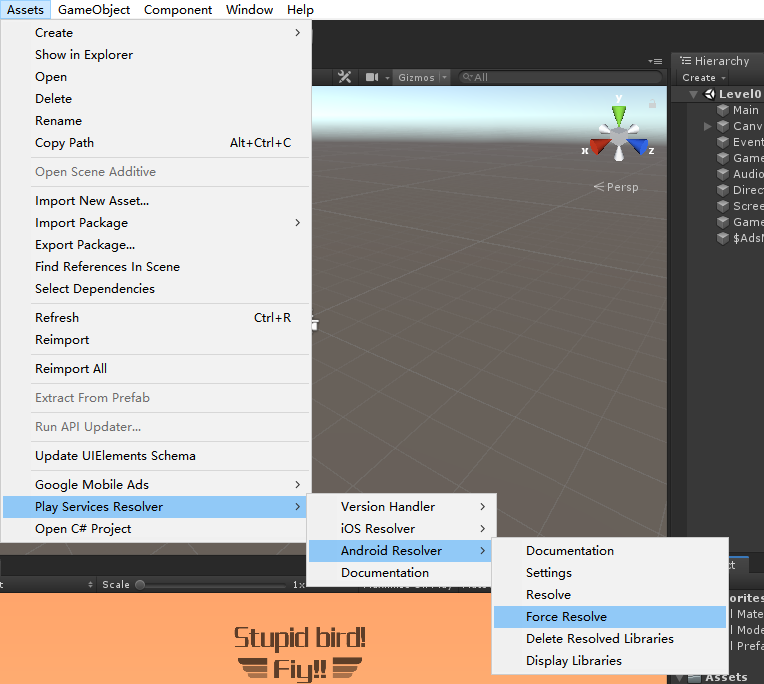 Assets GameObject Component Window Help
Create
Show in Explorer
Open
Delete
Rename
Copy Path Alt+Ctrl+C
Open Scene Additive
Import New Asset...
Import Package
Export Package...
Find References In Scene
Select Dependencies
Refresh Ctrl+R
Reimport
Reimport All
Extract From Prefab
Run API Updater...
Update UIElements Schema
Google Mobile Ads
Play Services Resolver
Open C# Project
Version Handler
iOS Resolver
Android Resolver
Documentation
Documentation
Settings
Resolve
Force Resolve
Delete Resolved Libraries
Display Libraries
Gizmos All
y
x
z
Persp
Hierarchy
Create
Level0
Main
Canv
Event
Game
Audio
Direct
Scree
Game
$AdsM
Scale 1x
Stupid bird!
Fiy!!
ct
orites
l Mate
l Mode
l Prefa
Assets